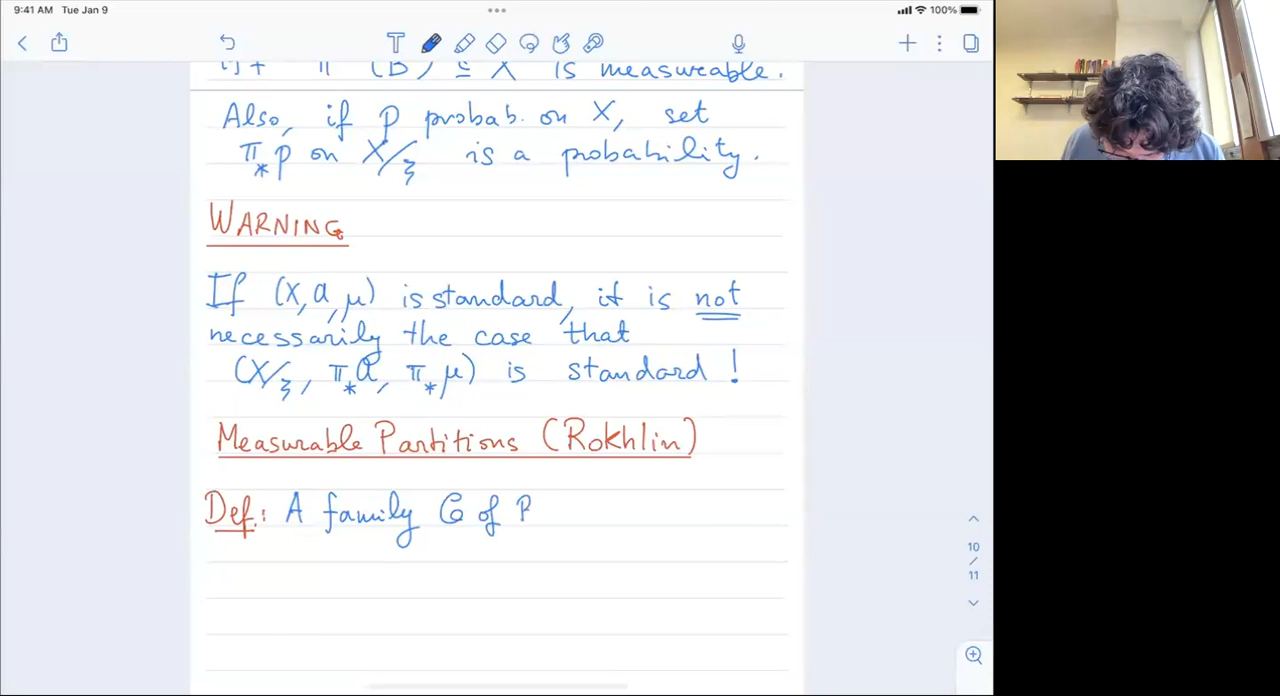 9:41 AM Tue Jan 9
100%
is measureable.
Also, if p probab. on X, set
π_* p on X/ξ is a probability.
WARNING
If (X, a, μ) is standard, it is not
necessarily the case that
(X/ξ, π_* a, π_* μ) is standard!
Measurable Partitions (Rokhlin)
Def.: A family G of P
10
/
11